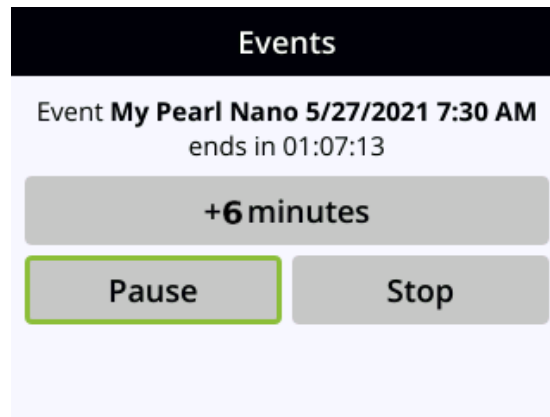 Events
Event My Pearl Nano 5/27/2021 7:30 AM
ends in 01:07:13
+6 minutes
Pause
Stop